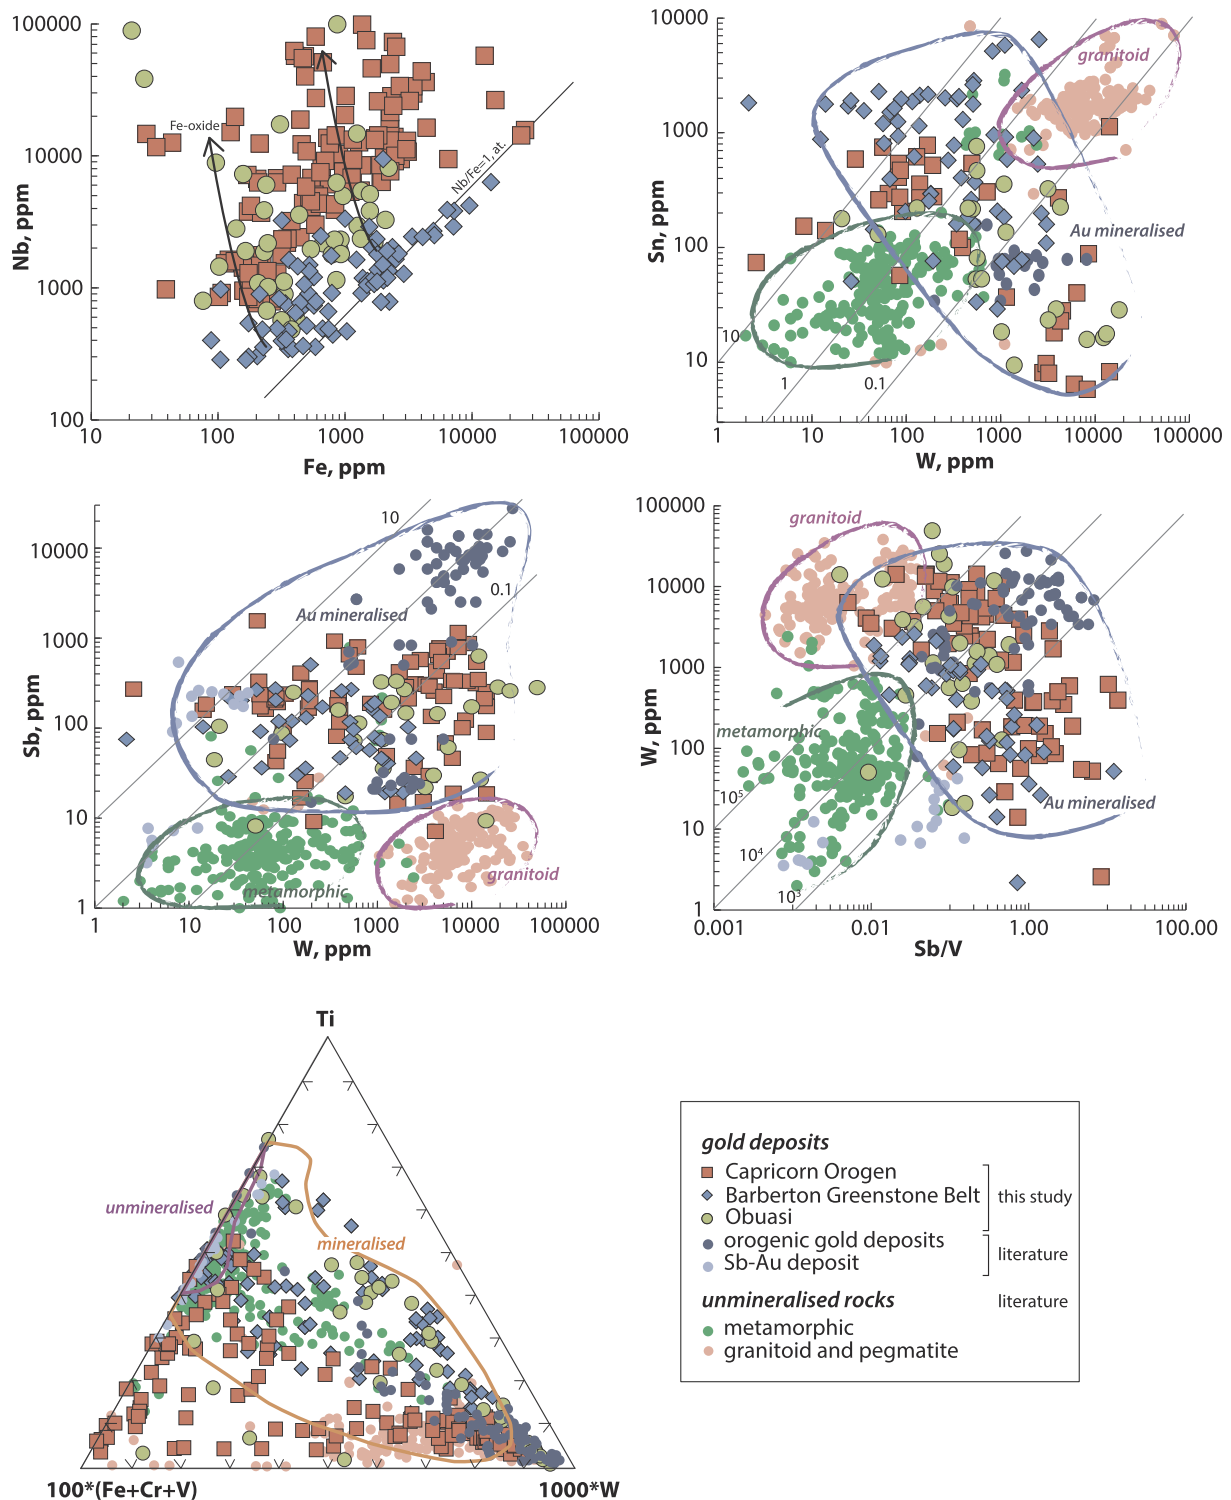 100000
10000
1000
100
Nb, ppm
Fe-oxide
Nb/Fe=1, at.
10
100
1000
10000
100000
Fe, ppm
10000
1000
100
10
Sn, ppm
granitoid
Au mineralised
10
1
0.1
1
10
100
1000
10000
100000
W, ppm
10000
1000
100
10
1
Sb, ppm
10
0.1
Au mineralised
metamorphic
granitoid
1
10
100
1000
10000
100000
W, ppm
100000
10000
1000
100
10
1
W, ppm
granitoid
metamorphic
Au mineralised
10⁵
10⁴
10³
0.001
0.01
1.00
100.00
Sb/V
Ti
unmineralised
mineralised
100*(Fe+Cr+V)
1000*W
gold deposits
Capricorn Orogen
Barberton Greenstone Belt
this study
Obuasi
orogenic gold deposits
literature
Sb-Au deposit
unmineralised rocks
literature
metamorphic
granitoid and pegmatite